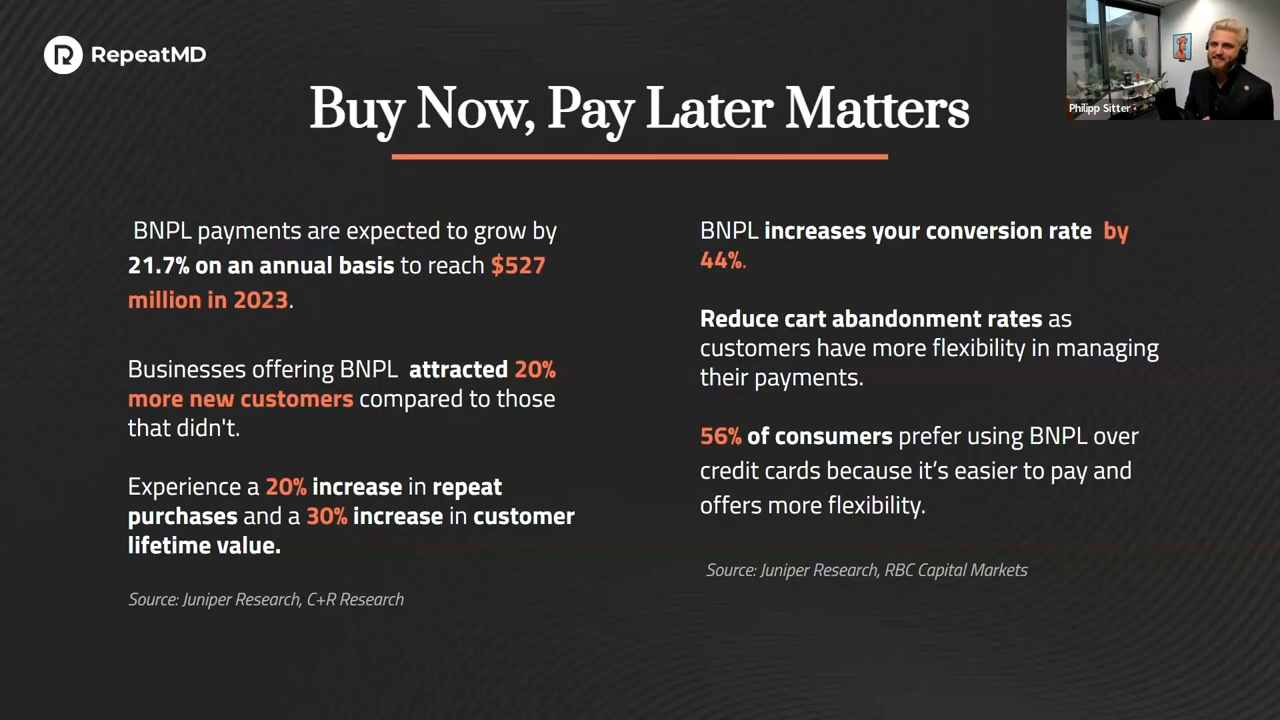 RepeatMD
Philipp Sitter
Buy Now, Pay Later Matters
BNPL payments are expected to grow by
21.7% on an annual basis to reach $527
million in 2023.
Businesses offering BNPL attracted 20%
more new customers compared to those
that didn't.
Experience a 20% increase in repeat
purchases and a 30% increase in customer
lifetime value.
Source: Juniper Research, C+R Research
BNPL increases your conversion rate by
44%.
Reduce cart abandonment rates as
customers have more flexibility in managing
their payments.
56% of consumers prefer using BNPL over
credit cards because it’s easier to pay and
offers more flexibility.
Source: Juniper Research, RBC Capital Markets